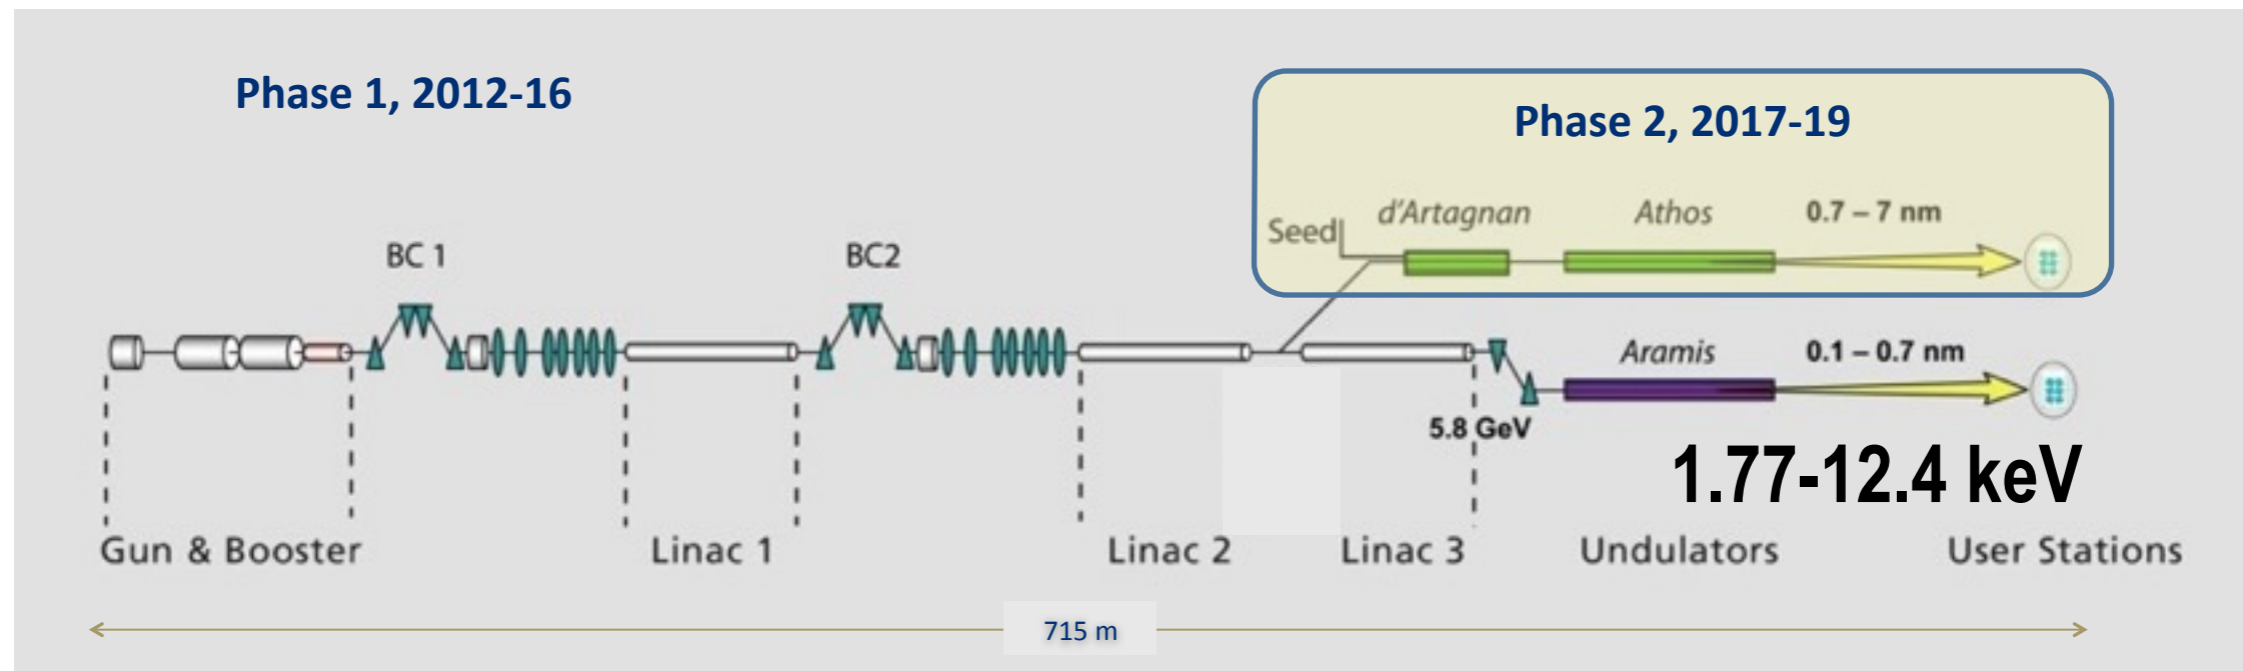 Phase 1, 2012-16
Phase 2, 2017-19
Seed
d'Artagnan
Athos
0.7 – 7 nm
BC 1
BC2
Aramis
0.1 – 0.7 nm
5.8 GeV
1.77-12.4 keV
Gun & Booster
Linac 1
Linac 2
Linac 3
Undulators
User Stations
715 m